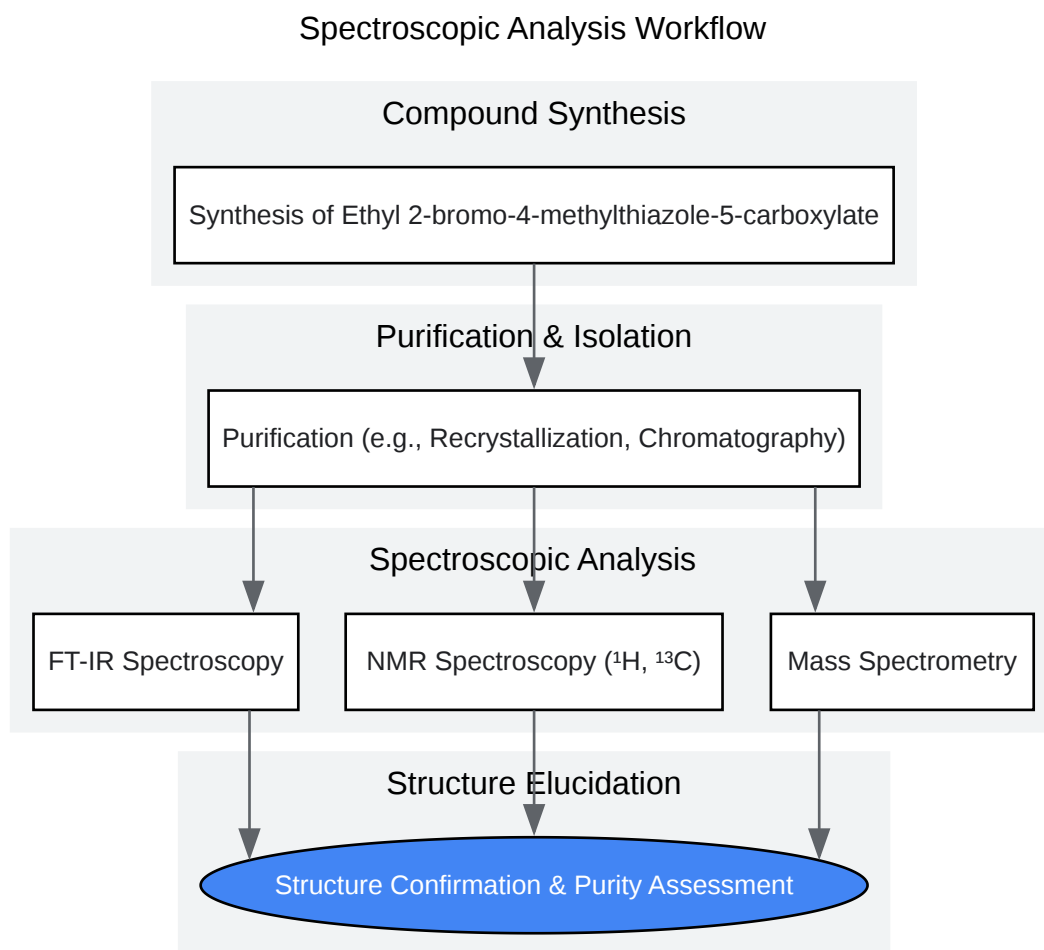 Spectroscopic Analysis Workflow
Compound Synthesis
Synthesis of Ethyl 2-bromo-4-methylthiazole-5-carboxylate
Purification & Isolation
Purification (e.g., Recrystallization, Chromatography)
Spectroscopic Analysis
FT-IR Spectroscopy
NMR Spectroscopy (¹H, ¹³C)
Mass Spectrometry
Structure Elucidation
Structure Confirmation & Purity Assessment